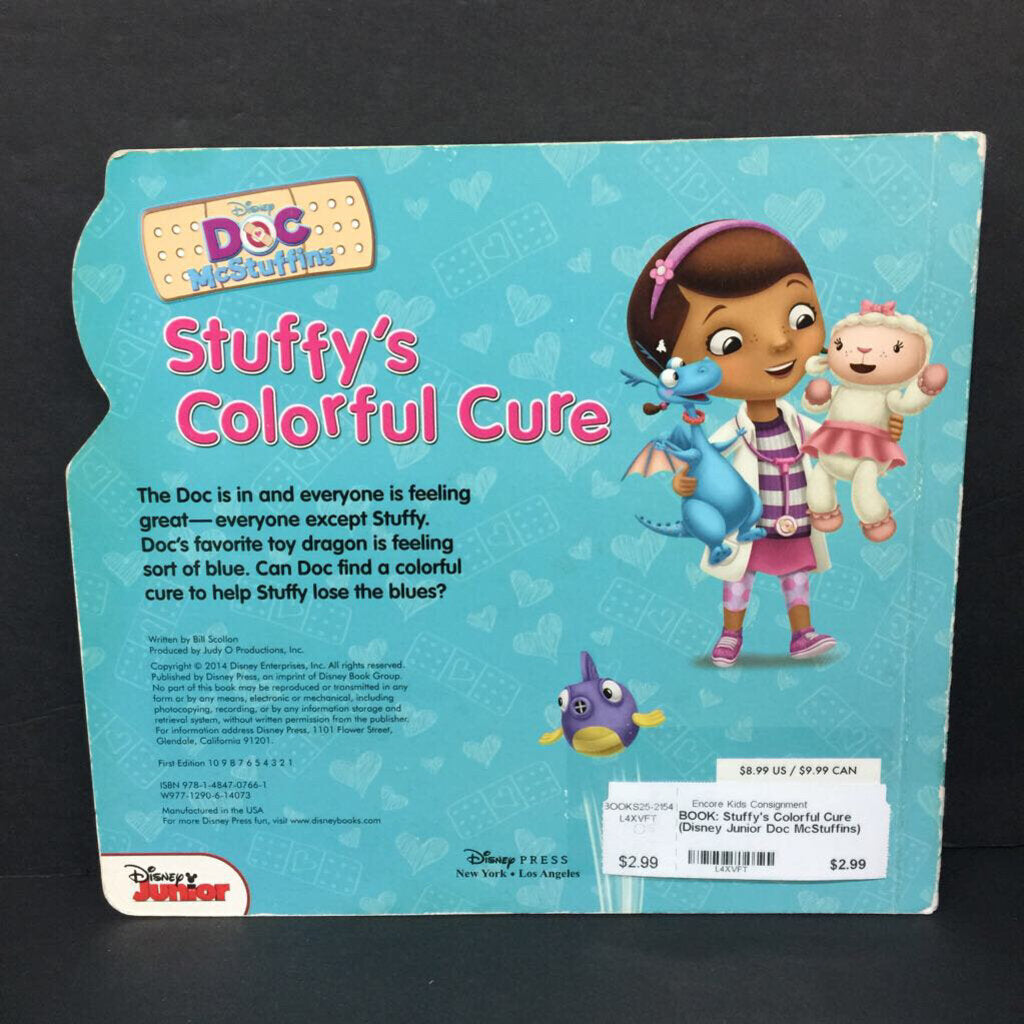 Disney
DOC
McStuffins
Stuffy's
Colorful Cure
The Doc is in and everyone is feeling
great—everyone except Stuffy.
Doc's favorite toy dragon is feeling
sort of blue. Can Doc find a colorful
cure to help Stuffy lose the blues?
Written by Bill Scollon
Produced by Judy O Productions, Inc.
Copyright © 2014 Disney Enterprises, Inc. All rights reserved.
Published by Disney Press, an imprint of Disney Book Group.
No part of this book may be reproduced or transmitted in any
form or by any means, electronic or mechanical, including
photocopying, recording, or by any information storage and
retrieval system, without written permission from the publisher.
For information address Disney Press, 1101 Flower Street,
Glendale, California 91201.
First Edition 10 9 8 7 6 5 4 3 2 1
ISBN 978-1-4847-0766-1
W977-1290-6-14073
Manufactured in the USA
For more Disney Press fun, visit www.disneybooks.com
Disney
Junior
Disney PRESS
New York • Los Angeles
$8.99 US / $9.99 CAN
BOOKS25-2154
L4XVFT
$2.99
Encore Kids Consignment
BOOK: Stuffy's Colorful Cure
(Disney Junior Doc McStuffins)
L4XVFT
$2.99